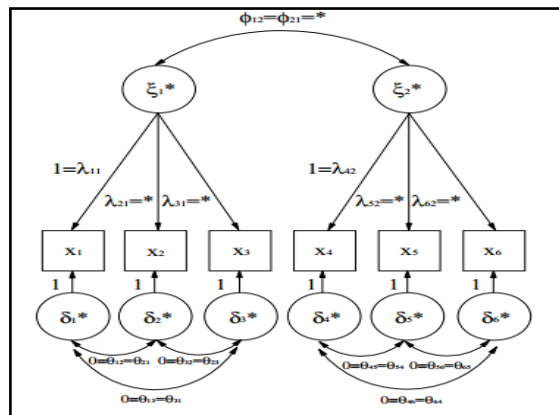 ϕ₁₂=ϕ₂₁=*
ξ₁* ξ₂*
1=λ₁₁ 1=λ₄₂
λ₂₁=* λ₃₁=* λ₅₂=* λ₆₂=*
X₁ X₂ X₃ X₄ X₅ X₆
1 1 1 1 1 1
δ₁* δ₂* δ₃* δ₄* δ₅* δ₆*
0=θ₁₂=θ₂₁ 0=θ₃₂=θ₂₃ 0=θ₄₅=θ₅₄ 0=θ₅₆=θ₆₅
0=θ₁₃=θ₃₁ 0=θ₄₆=θ₆₄